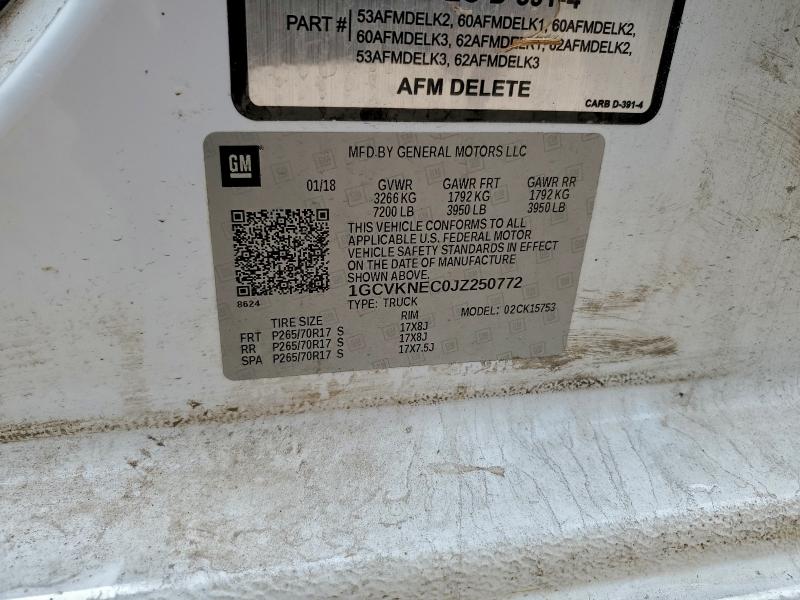 D-391-4
PART # 53AFMDELK2, 60AFMDELK1, 60AFMDELK2,
60AFMDELK3, 62AFMDELK1, 62AFMDELK2,
53AFMDELK3, 62AFMDELK3
AFM DELETE
CARB D-391-4
GM
MFD BY GENERAL MOTORS LLC
01/18 GVWR GAWR FRT GAWR RR
3266 KG 1792 KG 1792 KG
7200 LB 3950 LB 3950 LB
THIS VEHICLE CONFORMS TO ALL
APPLICABLE U.S. FEDERAL MOTOR
VEHICLE SAFETY STANDARDS IN EFFECT
ON THE DATE OF MANUFACTURE
SHOWN ABOVE.
1GCVKNEC0JZ250772
8624
TYPE: TRUCK MODEL: 02CK15753
TIRE SIZE RIM
FRT P265/70R17 S 17X8J
RR P265/70R17 S 17X8J
SPA P265/70R17 S 17X7.5J